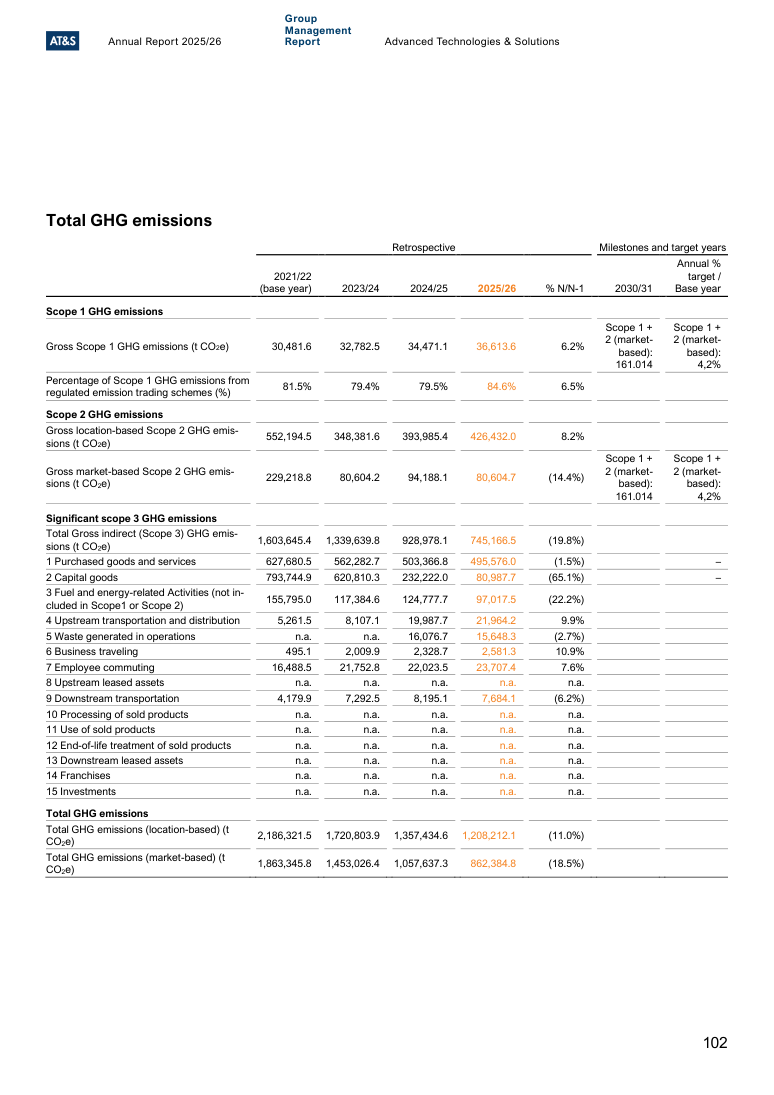 Group
Management
Report
AT&S Annual Report 2025/26 Advanced Technologies & Solutions
Total GHG emissions
Retrospective Milestones and target years
2021/22 (base year) 2023/24 2024/25 2025/26 % N/N-1 2030/31 Annual % target / Base year
Scope 1 GHG emissions
Gross Scope 1 GHG emissions (t CO₂e) 30,481.6 32,782.5 34,471.1 36,613.6 6.2% Scope 1 + 2 (market-based): 161.014 Scope 1 + 2 (market-based): 4,2%
Percentage of Scope 1 GHG emissions from
regulated emission trading schemes (%) 81.5% 79.4% 79.5% 84.6% 6.5%
Scope 2 GHG emissions
Gross location-based Scope 2 GHG emis-
sions (t CO₂e) 552,194.5 348,381.6 393,985.4 426,432.0 8.2%
Gross market-based Scope 2 GHG emis-
sions (t CO₂e) 229,218.8 80,604.2 94,188.1 80,604.7 (14.4%) Scope 1 + 2 (market-based): 161.014 Scope 1 + 2 (market-based): 4,2%
Significant scope 3 GHG emissions
Total Gross indirect (Scope 3) GHG emis-
sions (t CO₂e) 1,603,645.4 1,339,639.8 928,978.1 745,166.5 (19.8%)
1 Purchased goods and services 627,680.5 562,282.7 503,366.8 495,576.0 (1.5%) –
2 Capital goods 793,744.9 620,810.3 232,222.0 80,987.7 (65.1%) –
3 Fuel and energy-related Activities (not in-
cluded in Scope1 or Scope 2) 155,795.0 117,384.6 124,777.7 97,017.5 (22.2%)
4 Upstream transportation and distribution 5,261.5 8,107.1 19,987.7 21,964.2 9.9%
5 Waste generated in operations n.a. n.a. 16,076.7 15,648.3 (2.7%)
6 Business traveling 495.1 2,009.9 2,328.7 2,581.3 10.9%
7 Employee commuting 16,488.5 21,752.8 22,023.5 23,707.4 7.6%
8 Upstream leased assets n.a. n.a. n.a. n.a. n.a.
9 Downstream transportation 4,179.9 7,292.5 8,195.1 7,684.1 (6.2%)
10 Processing of sold products n.a. n.a. n.a. n.a. n.a.
11 Use of sold products n.a. n.a. n.a. n.a. n.a.
12 End-of-life treatment of sold products n.a. n.a. n.a. n.a. n.a.
13 Downstream leased assets n.a. n.a. n.a. n.a. n.a.
14 Franchises n.a. n.a. n.a. n.a. n.a.
15 Investments n.a. n.a. n.a. n.a. n.a.
Total GHG emissions
Total GHG emissions (location-based) (t
CO₂e) 2,186,321.5 1,720,803.9 1,357,434.6 1,208,212.1 (11.0%)
Total GHG emissions (market-based) (t
CO₂e) 1,863,345.8 1,453,026.4 1,057,637.3 862,384.8 (18.5%)
102